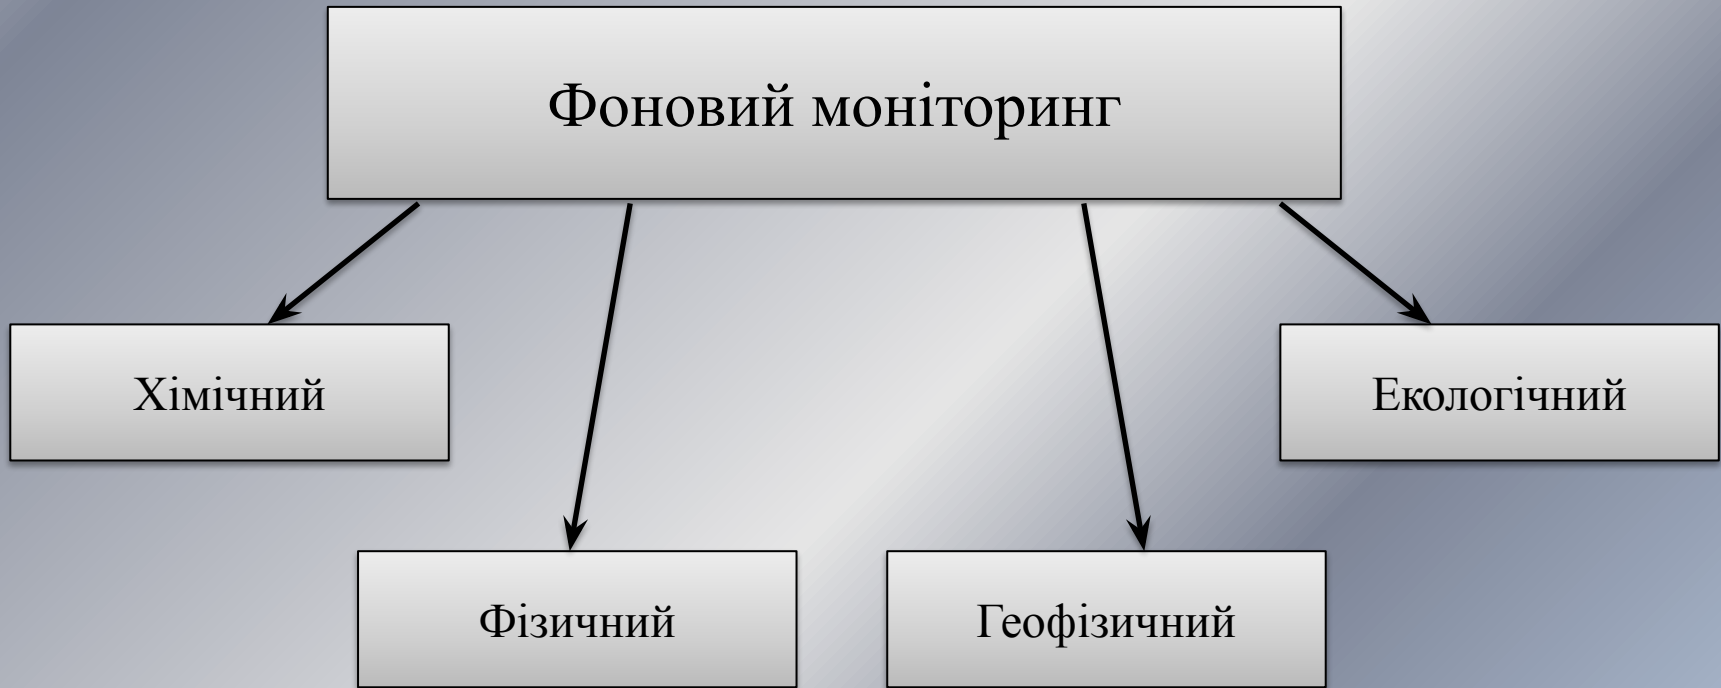 Фоновий моніторинг
Хімічний
Екологічний
Фізичний
Геофізичний